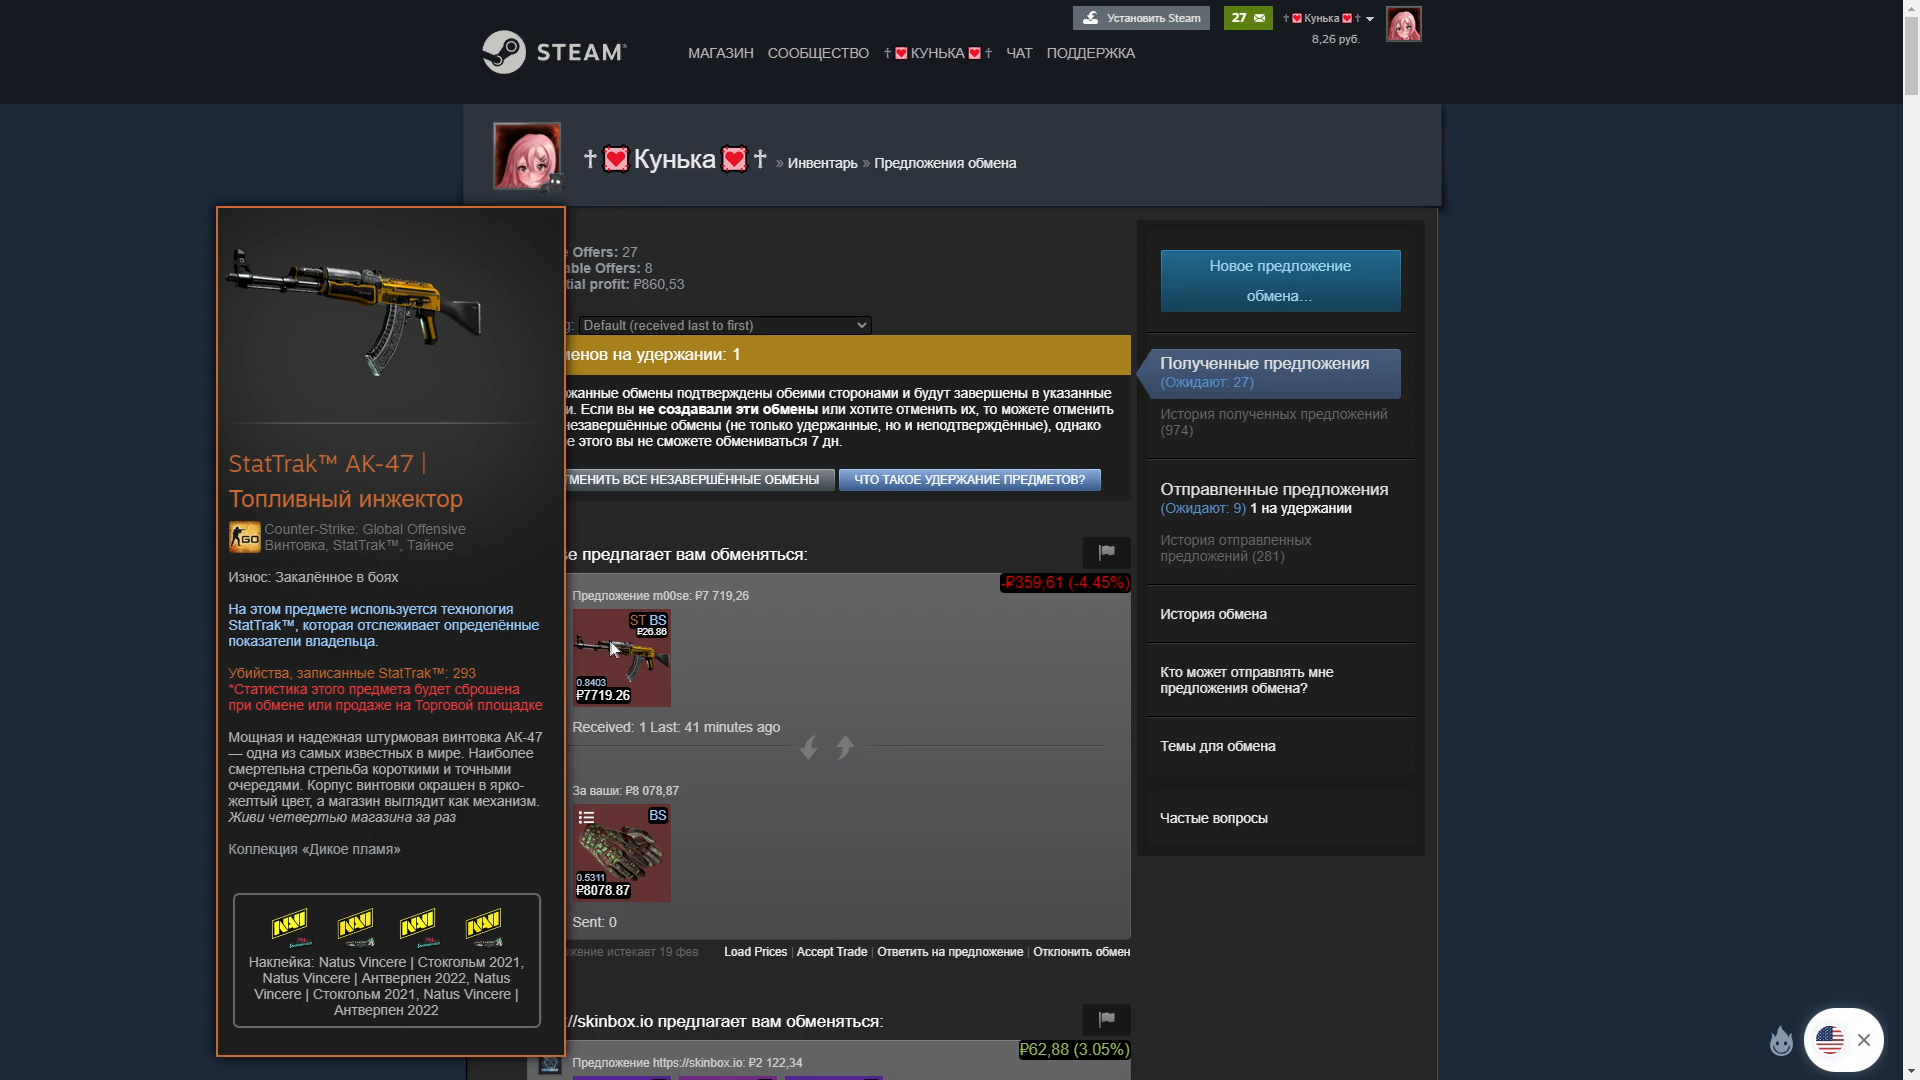 Установить Steam
27
Кунька
8,26 руб.
STEAM
МАГАЗИН СООБЩЕСТВО †КУНЬКА† ЧАТ ПОДДЕРЖКА
†Кунька† » Инвентарь » Предложения обмена
Offers: 27
able Offers: 8
tial profit: ₽860,53
g: Default (received last to first)
менов на удержании: 1
жанные обмены подтверждены обеими сторонами и будут завершены в указанные
и. Если вы не создавали эти обмены или хотите отменить их, то можете отменить
незавершённые обмены (не только удержанные, но и неподтверждённые), однако
е этого вы не сможете обмениваться 7 дн.
ТМЕНИТЬ ВСЕ НЕЗАВЕРШЁННЫЕ ОБМЕНЫ
ЧТО ТАКОЕ УДЕРЖАНИЕ ПРЕДМЕТОВ?
StatTrak™ AK-47 |
Топливный инжектор
GO
Counter-Strike: Global Offensive
Винтовка, StatTrak™, Тайное
Износ: Закалённое в боях
На этом предмете используется технология
StatTrak™, которая отслеживает определённые
показатели владельца.
Убийства, записанные StatTrak™: 293
*Статистика этого предмета будет сброшена
при обмене или продаже на Торговой площадке
Мощная и надежная штурмовая винтовка АК-47
— одна из самых известных в мире. Наиболее
смертельна стрельба короткими и точными
очередями. Корпус винтовки окрашен в ярко-
желтый цвет, а магазин выглядит как механизм.
Живи четвертью магазина за раз
Коллекция «Дикое пламя»
Наклейка: Natus Vincere | Стокгольм 2021,
Natus Vincere | Антверпен 2022, Natus
Vincere | Стокгольм 2021, Natus Vincere |
Антверпен 2022
е предлагает вам обменяться:
-₽359,61 (-4.45%)
Предложение m00se: ₽7 719,26
ST BS
₽26.86
0.8403
₽7719.26
Received: 1 Last: 41 minutes ago
За ваши: ₽8 078,87
BS
0.5311
₽8078.87
Sent: 0
жение истекает 19 фев
Load Prices | Accept Trade | Ответить на предложение | Отклонить обмен
//skinbox.io предлагает вам обменяться:
₽62,88 (3.05%)
Предложение https://skinbox.io: ₽2 122,34
Новое предложение
обмена…
Полученные предложения
(Ожидают: 27)
История полученных предложений
(974)
Отправленные предложения
(Ожидают: 9) 1 на удержании
История отправленных
предложений (281)
История обмена
Кто может отправлять мне
предложения обмена?
Темы для обмена
Частые вопросы